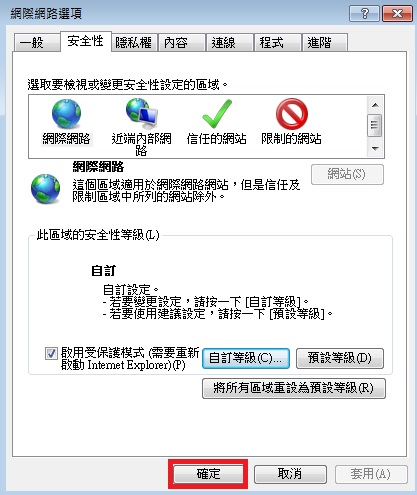 網際網路選項
一般 安全性 隱私權 內容 連線 程式 進階
選取要檢視或變更安全性設定的區域。
網際網路 近端內部網路 信任的網站 限制的網站
網際網路
這個區域適用於網際網路網站，但是信任及
限制區域中所列的網站除外。
網站(S)
此區域的安全性等級(L)
自訂
自訂設定。
- 若要變更設定，請按一下 [自訂等級]。
- 若要使用建議設定，請按一下 [預設等級]。
啟用受保護模式 (需要重新
啟動 Internet Explorer)(P)
自訂等級(C)... 預設等級(D)
將所有區域重設為預設等級(R)
確定 取消 套用(A)